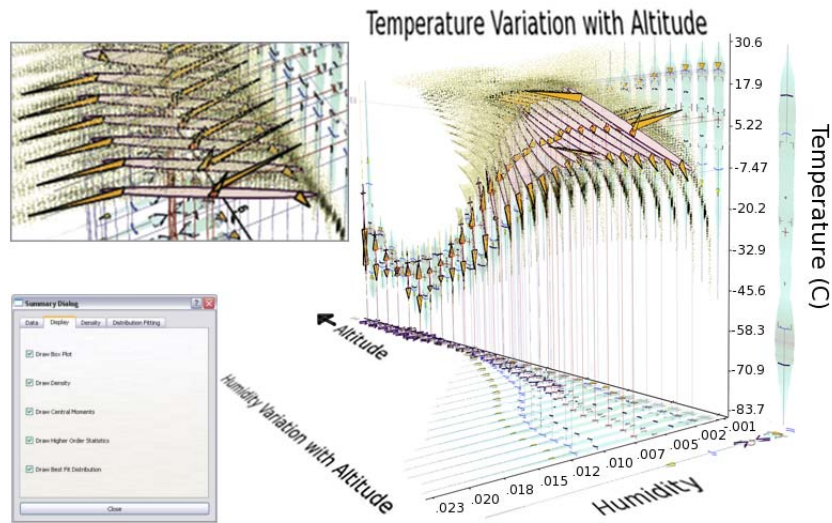 Temperature Variation with Altitude
30.6
17.9
5.22
-7.47
-20.2
-32.9
-45.6
-58.3
-70.9
-83.7
Temperature (C)
Summary Dialog
Data Display Density Distribution Fitting
Draw Box Plot
Draw Density
Draw Central Moments
Draw Higher Order Statistics
Draw Best Fit Distribution
Close
Altitude
Humidity Variation with Altitude
.023 .020 .018 .015 .012 .010 .007 .005 .002 -.001
Humidity